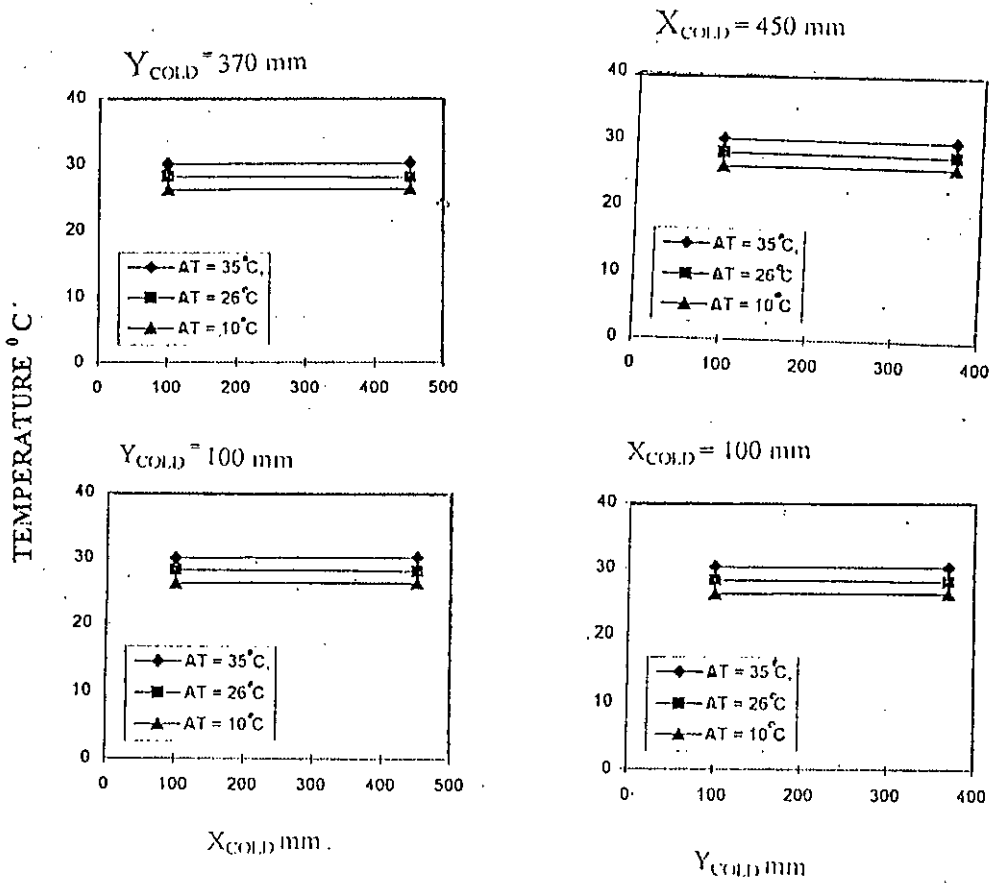 Y_COLD = 370 mm
40
30
20
10
0
0 100 200 300 400 500
AT = 35°C,
AT = 26°C
AT = 10°C
X_COLD = 450 mm
40
30
20
10
0
0 100 200 300 400
AT = 35°C,
AT = 26°C
AT = 10°C
TEMPERATURE ⁰C
Y_COLD = 100 mm
40
30
20
10
0
0 100 200 300 400 500
AT = 35°C,
AT = 26°C
AT = 10°C
X_COLD mm
X_COLD = 100 mm
40
30
20
10
0
0 100 200 300 400
AT = 35°C,
AT = 26°C
AT = 10°C
Y_COLD mm